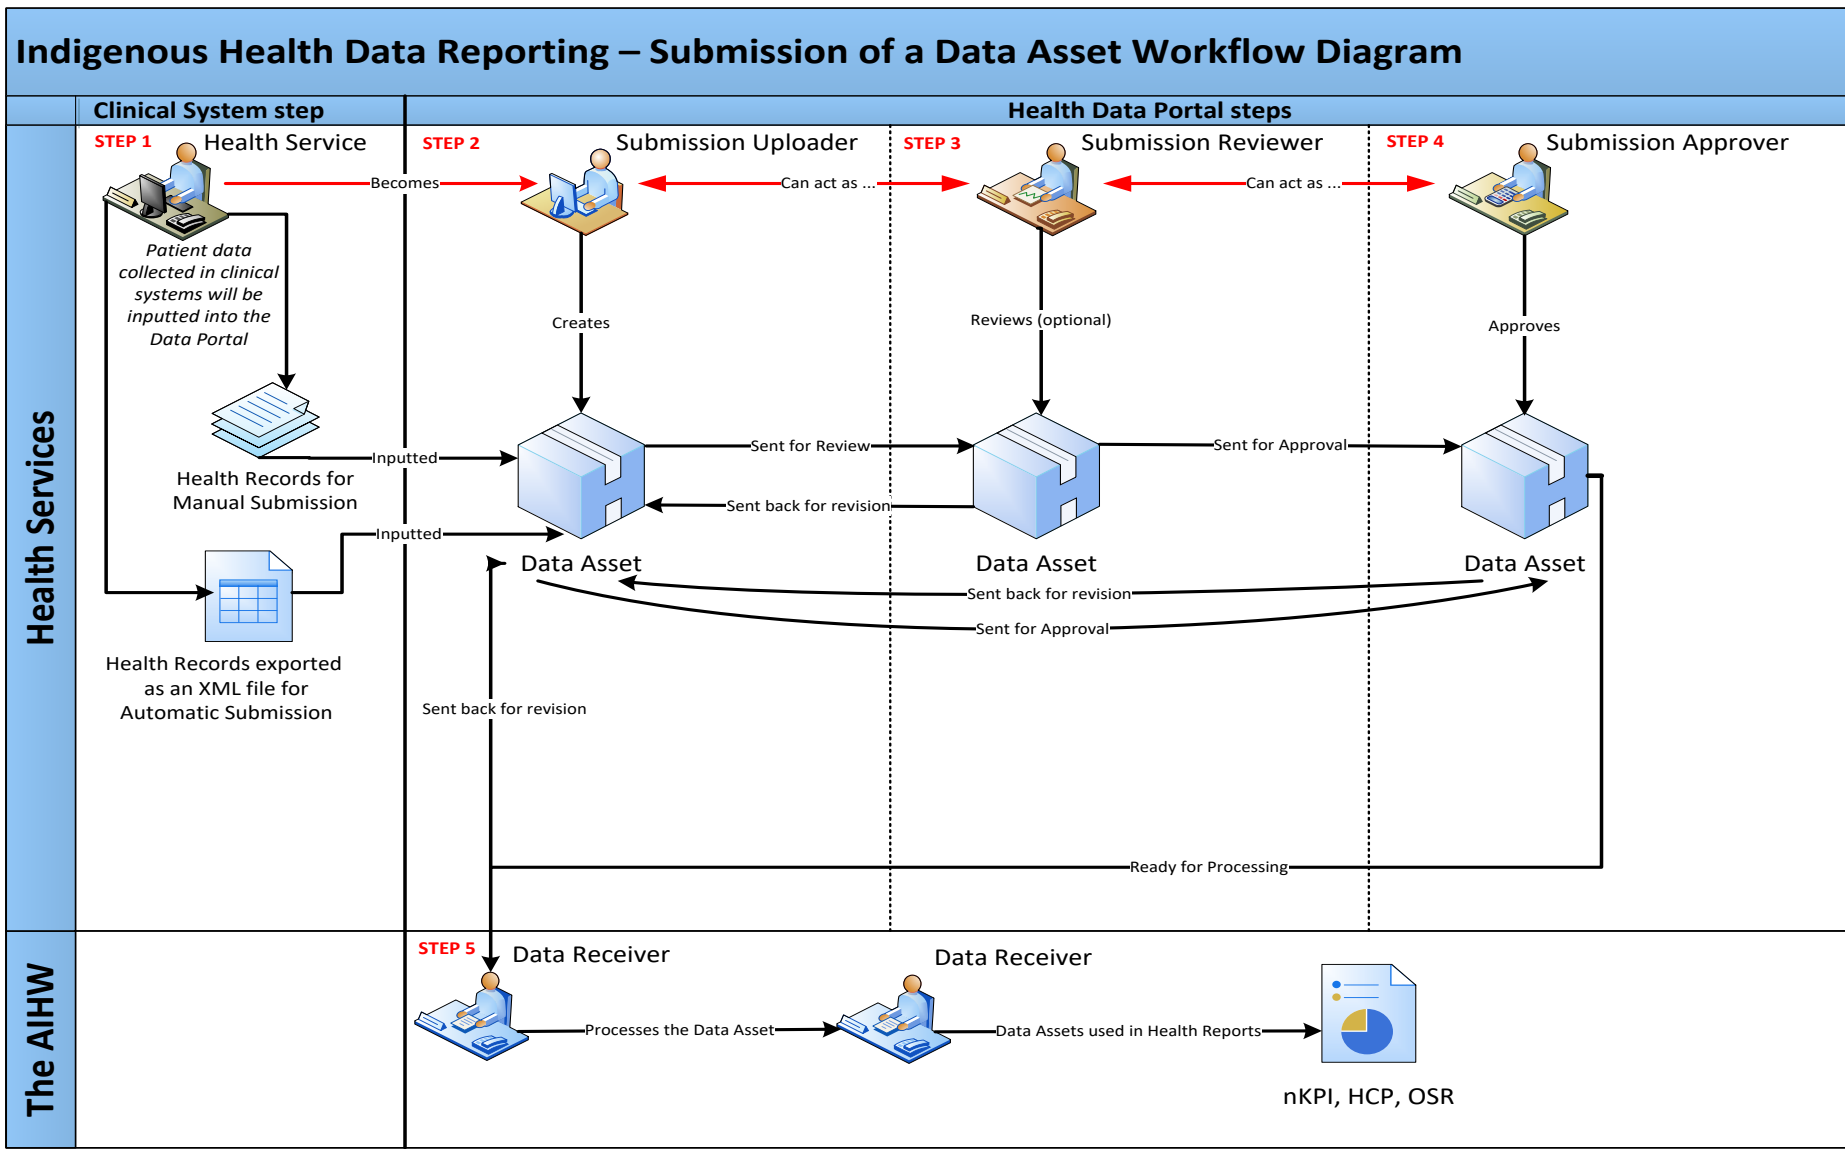 Indigenous Health Data Reporting – Submission of a Data Asset Workflow Diagram
Clinical System step
Health Data Portal steps
Health Services
STEP 1
Health Service
Becomes
STEP 2
Submission Uploader
Can act as ...
STEP 3
Submission Reviewer
Can act as ...
STEP 4
Submission Approver
Patient data
collected in clinical
systems will be
inputted into the
Data Portal
Creates
Reviews (optional)
Approves
Health Records for
Manual Submission
Inputted
Sent for Review
Sent for Approval
Sent back for revision
Inputted
Data Asset
Data Asset
Data Asset
Sent back for revision
Sent for Approval
Health Records exported
as an XML file for
Automatic Submission
Sent back for revision
Ready for Processing
The AIHW
STEP 5
Data Receiver
Data Receiver
Processes the Data Asset
Data Assets used in Health Reports
nKPI, HCP, OSR